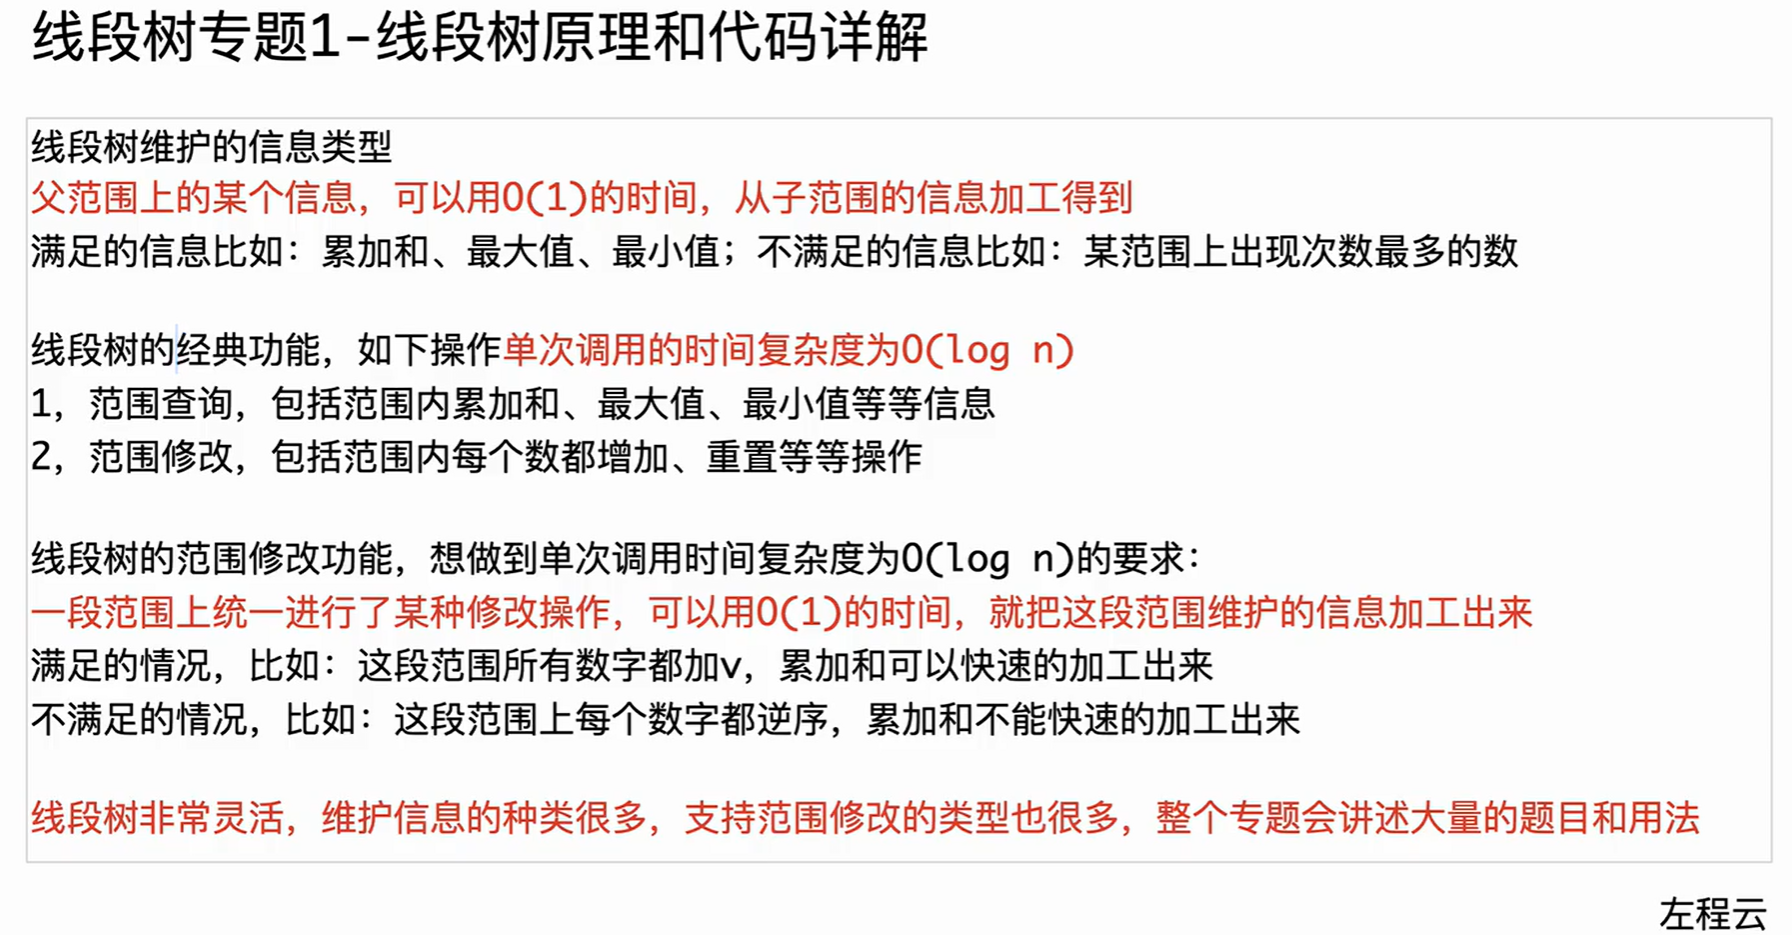 线段树专题1-线段树原理和代码详解
线段树维护的信息类型
父范围上的某个信息，可以用O(1)的时间，从子范围的信息加工得到
满足的信息比如：累加和、最大值、最小值；不满足的信息比如：某范围上出现次数最多的数
线段树的经典功能，如下操作单次调用的时间复杂度为O(log n)
1，范围查询，包括范围内累加和、最大值、最小值等等信息
2，范围修改，包括范围内每个数都增加、重置等等操作
线段树的范围修改功能，想做到单次调用时间复杂度为O(log n)的要求：
一段范围上统一进行了某种修改操作，可以用O(1)的时间，就把这段范围维护的信息加工出来
满足的情况，比如：这段范围所有数字都加v，累加和可以快速的加工出来
不满足的情况，比如：这段范围上每个数字都逆序，累加和不能快速的加工出来
线段树非常灵活，维护信息的种类很多，支持范围修改的类型也很多，整个专题会讲述大量的题目和用法
左程云